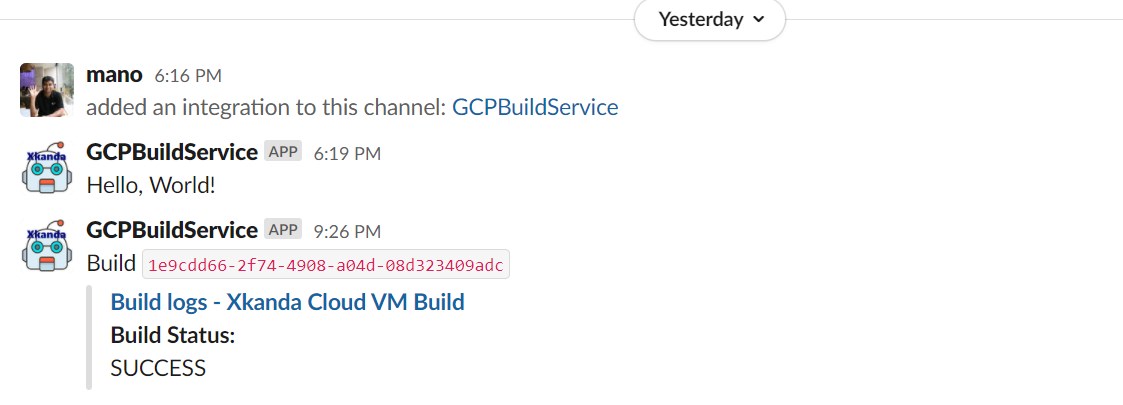 Yesterday
mano 6:16 PM
added an integration to this channel: GCPBuildService
Xkanda
GCPBuildService APP 6:19 PM
Hello, World!
Xkanda
GCPBuildService APP 9:26 PM
Build 1e9cdd66-2f74-4908-a04d-08d323409adc
Build logs - Xkanda Cloud VM Build
Build Status:
SUCCESS